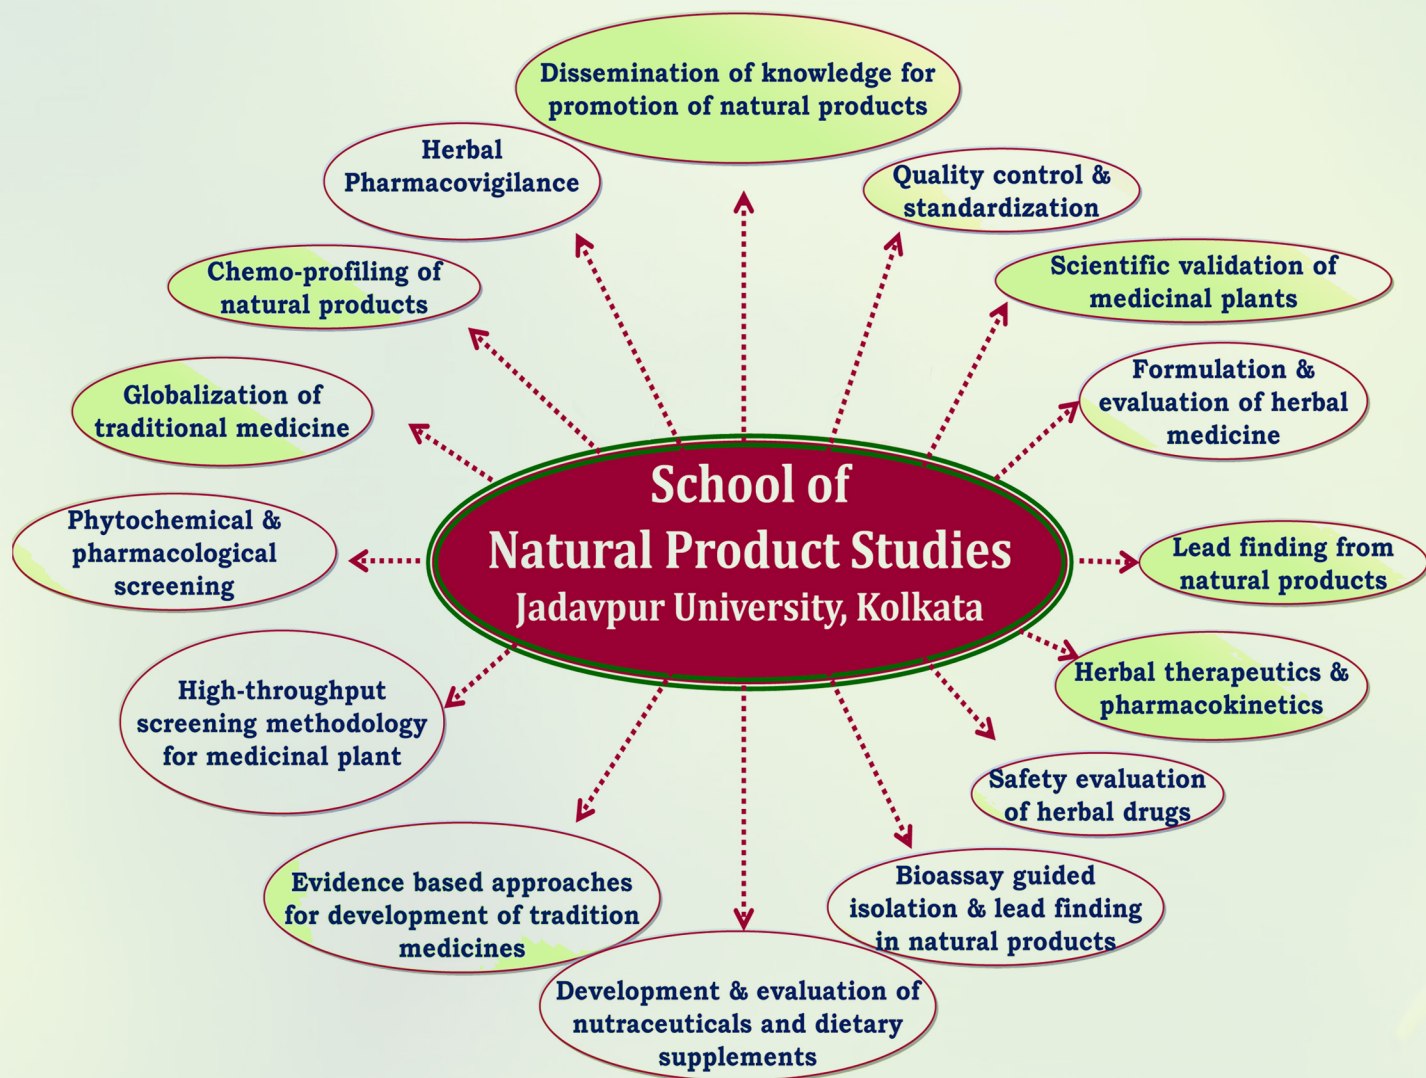 Dissemination of knowledge for
promotion of natural products
Herbal
Pharmacovigilance
Quality control &
standardization
Chemo-profiling of
natural products
Scientific validation of
medicinal plants
Globalization of
traditional medicine
Formulation &
evaluation of herbal
medicine
School of
Natural Product Studies
Jadavpur University, Kolkata
Phytochemical &
pharmacological
screening
Lead finding from
natural products
High-throughput
screening methodology
for medicinal plant
Herbal therapeutics &
pharmacokinetics
Safety evaluation
of herbal drugs
Evidence based approaches
for development of tradition
medicines
Bioassay guided
isolation & lead finding
in natural products
Development & evaluation of
nutraceuticals and dietary
supplements